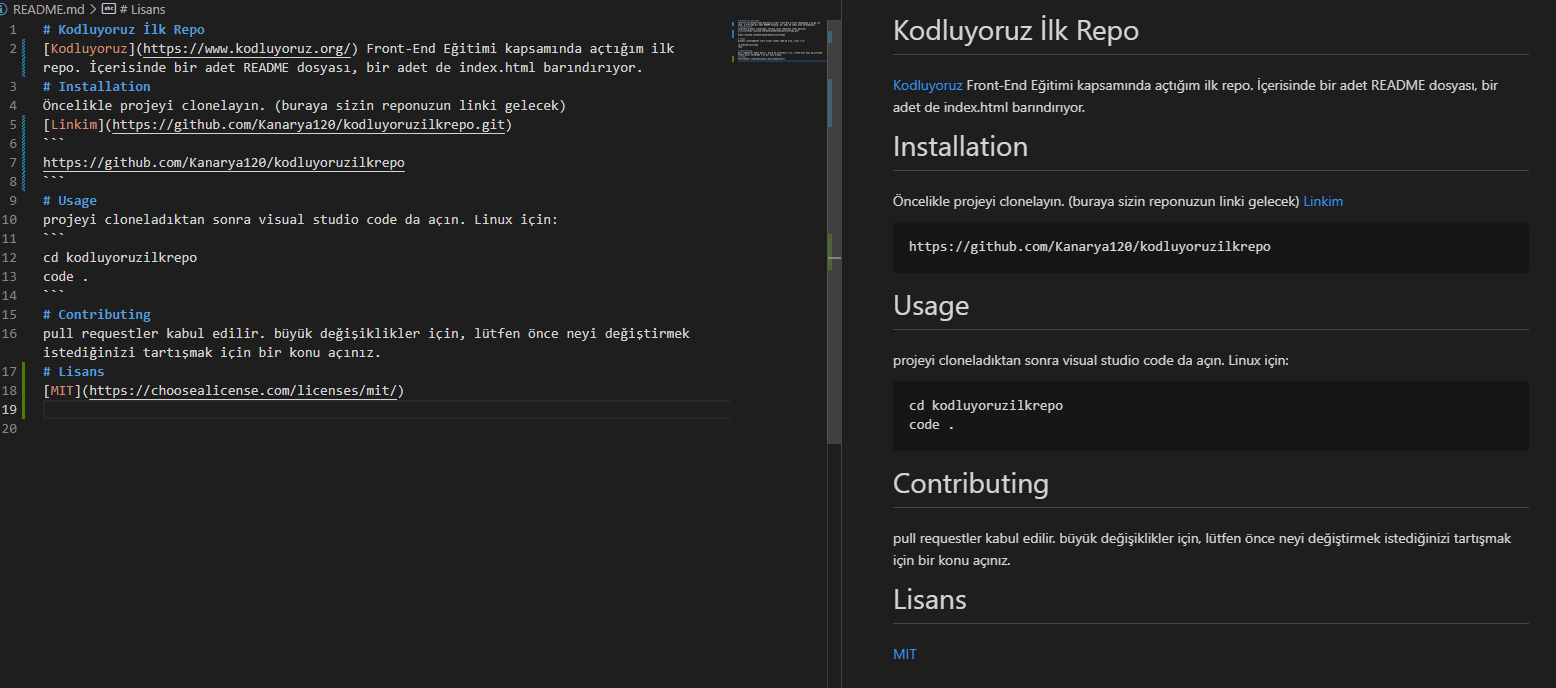 README.md > # Lisans
1 # Kodluyoruz İlk Repo
2 [Kodluyoruz](https://www.kodluyoruz.org/) Front-End Eğitimi kapsamında açtığım ilk
repo. İçerisinde bir adet README dosyası, bir adet de index.html barındırıyor.
3 # Installation
4 Öncelikle projeyi clonelayın. (buraya sizin reponuzun linki gelecek)
5 [Linkim](https://github.com/Kanarya120/kodluyoruzilkrepo.git)
6 ```
7 https://github.com/Kanarya120/kodluyoruzilkrepo
8 ```
9 # Usage
10 projeyi cloneladıktan sonra visual studio code da açın. Linux için:
11 ```
12 cd kodluyoruzilkrepo
13 code .
14 ```
15 # Contributing
16 pull requestler kabul edilir. büyük değişiklikler için, lütfen önce neyi değiştirmek
istediğinizi tartışmak için bir konu açınız.
17 # Lisans
18 [MIT](https://choosealicense.com/licenses/mit/)
19
20
Kodluyoruz İlk Repo
Kodluyoruz Front-End Eğitimi kapsamında açtığım ilk repo. İçerisinde bir adet README dosyası, bir
adet de index.html barındırıyor.
Installation
Öncelikle projeyi clonelayın. (buraya sizin reponuzun linki gelecek) Linkim
https://github.com/Kanarya120/kodluyoruzilkrepo
Usage
projeyi cloneladıktan sonra visual studio code da açın. Linux için:
cd kodluyoruzilkrepo
code .
Contributing
pull requestler kabul edilir. büyük değişiklikler için, lütfen önce neyi değiştirmek istediğinizi tartışmak
için bir konu açınız.
Lisans
MIT